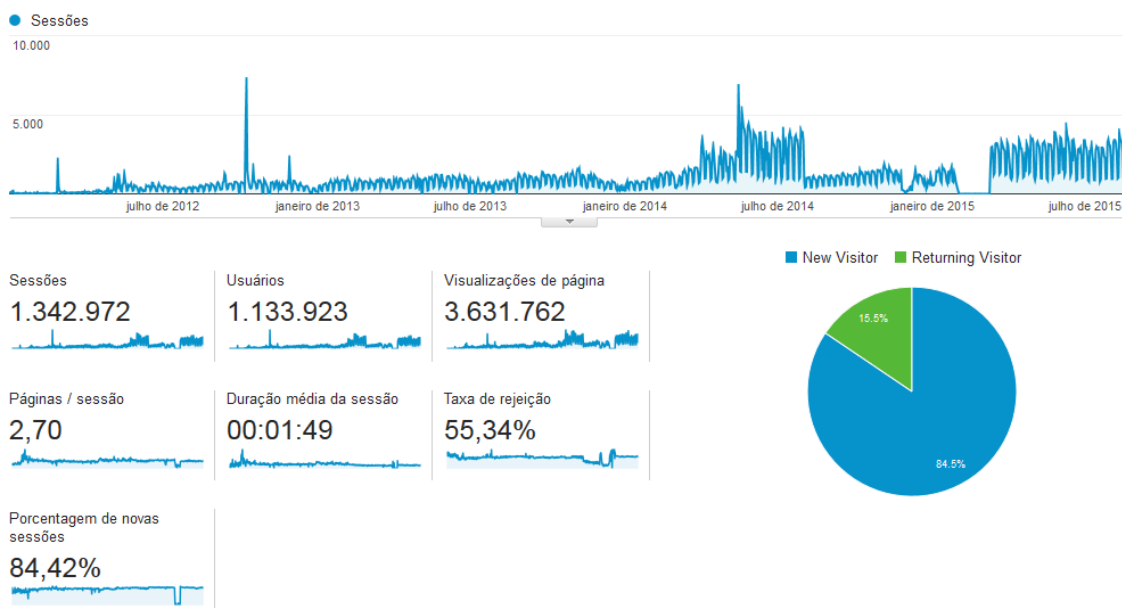 Sessões
10.000
5.000
julho de 2012
janeiro de 2013
julho de 2013
janeiro de 2014
julho de 2014
janeiro de 2015
julho de 2015
New Visitor
Returning Visitor
Sessões
1.342.972
Usuários
1.133.923
Visualizações de página
3.631.762
15.5%
84.5%
Páginas / sessão
2,70
Duração média da sessão
00:01:49
Taxa de rejeição
55,34%
Porcentagem de novas
sessões
84,42%